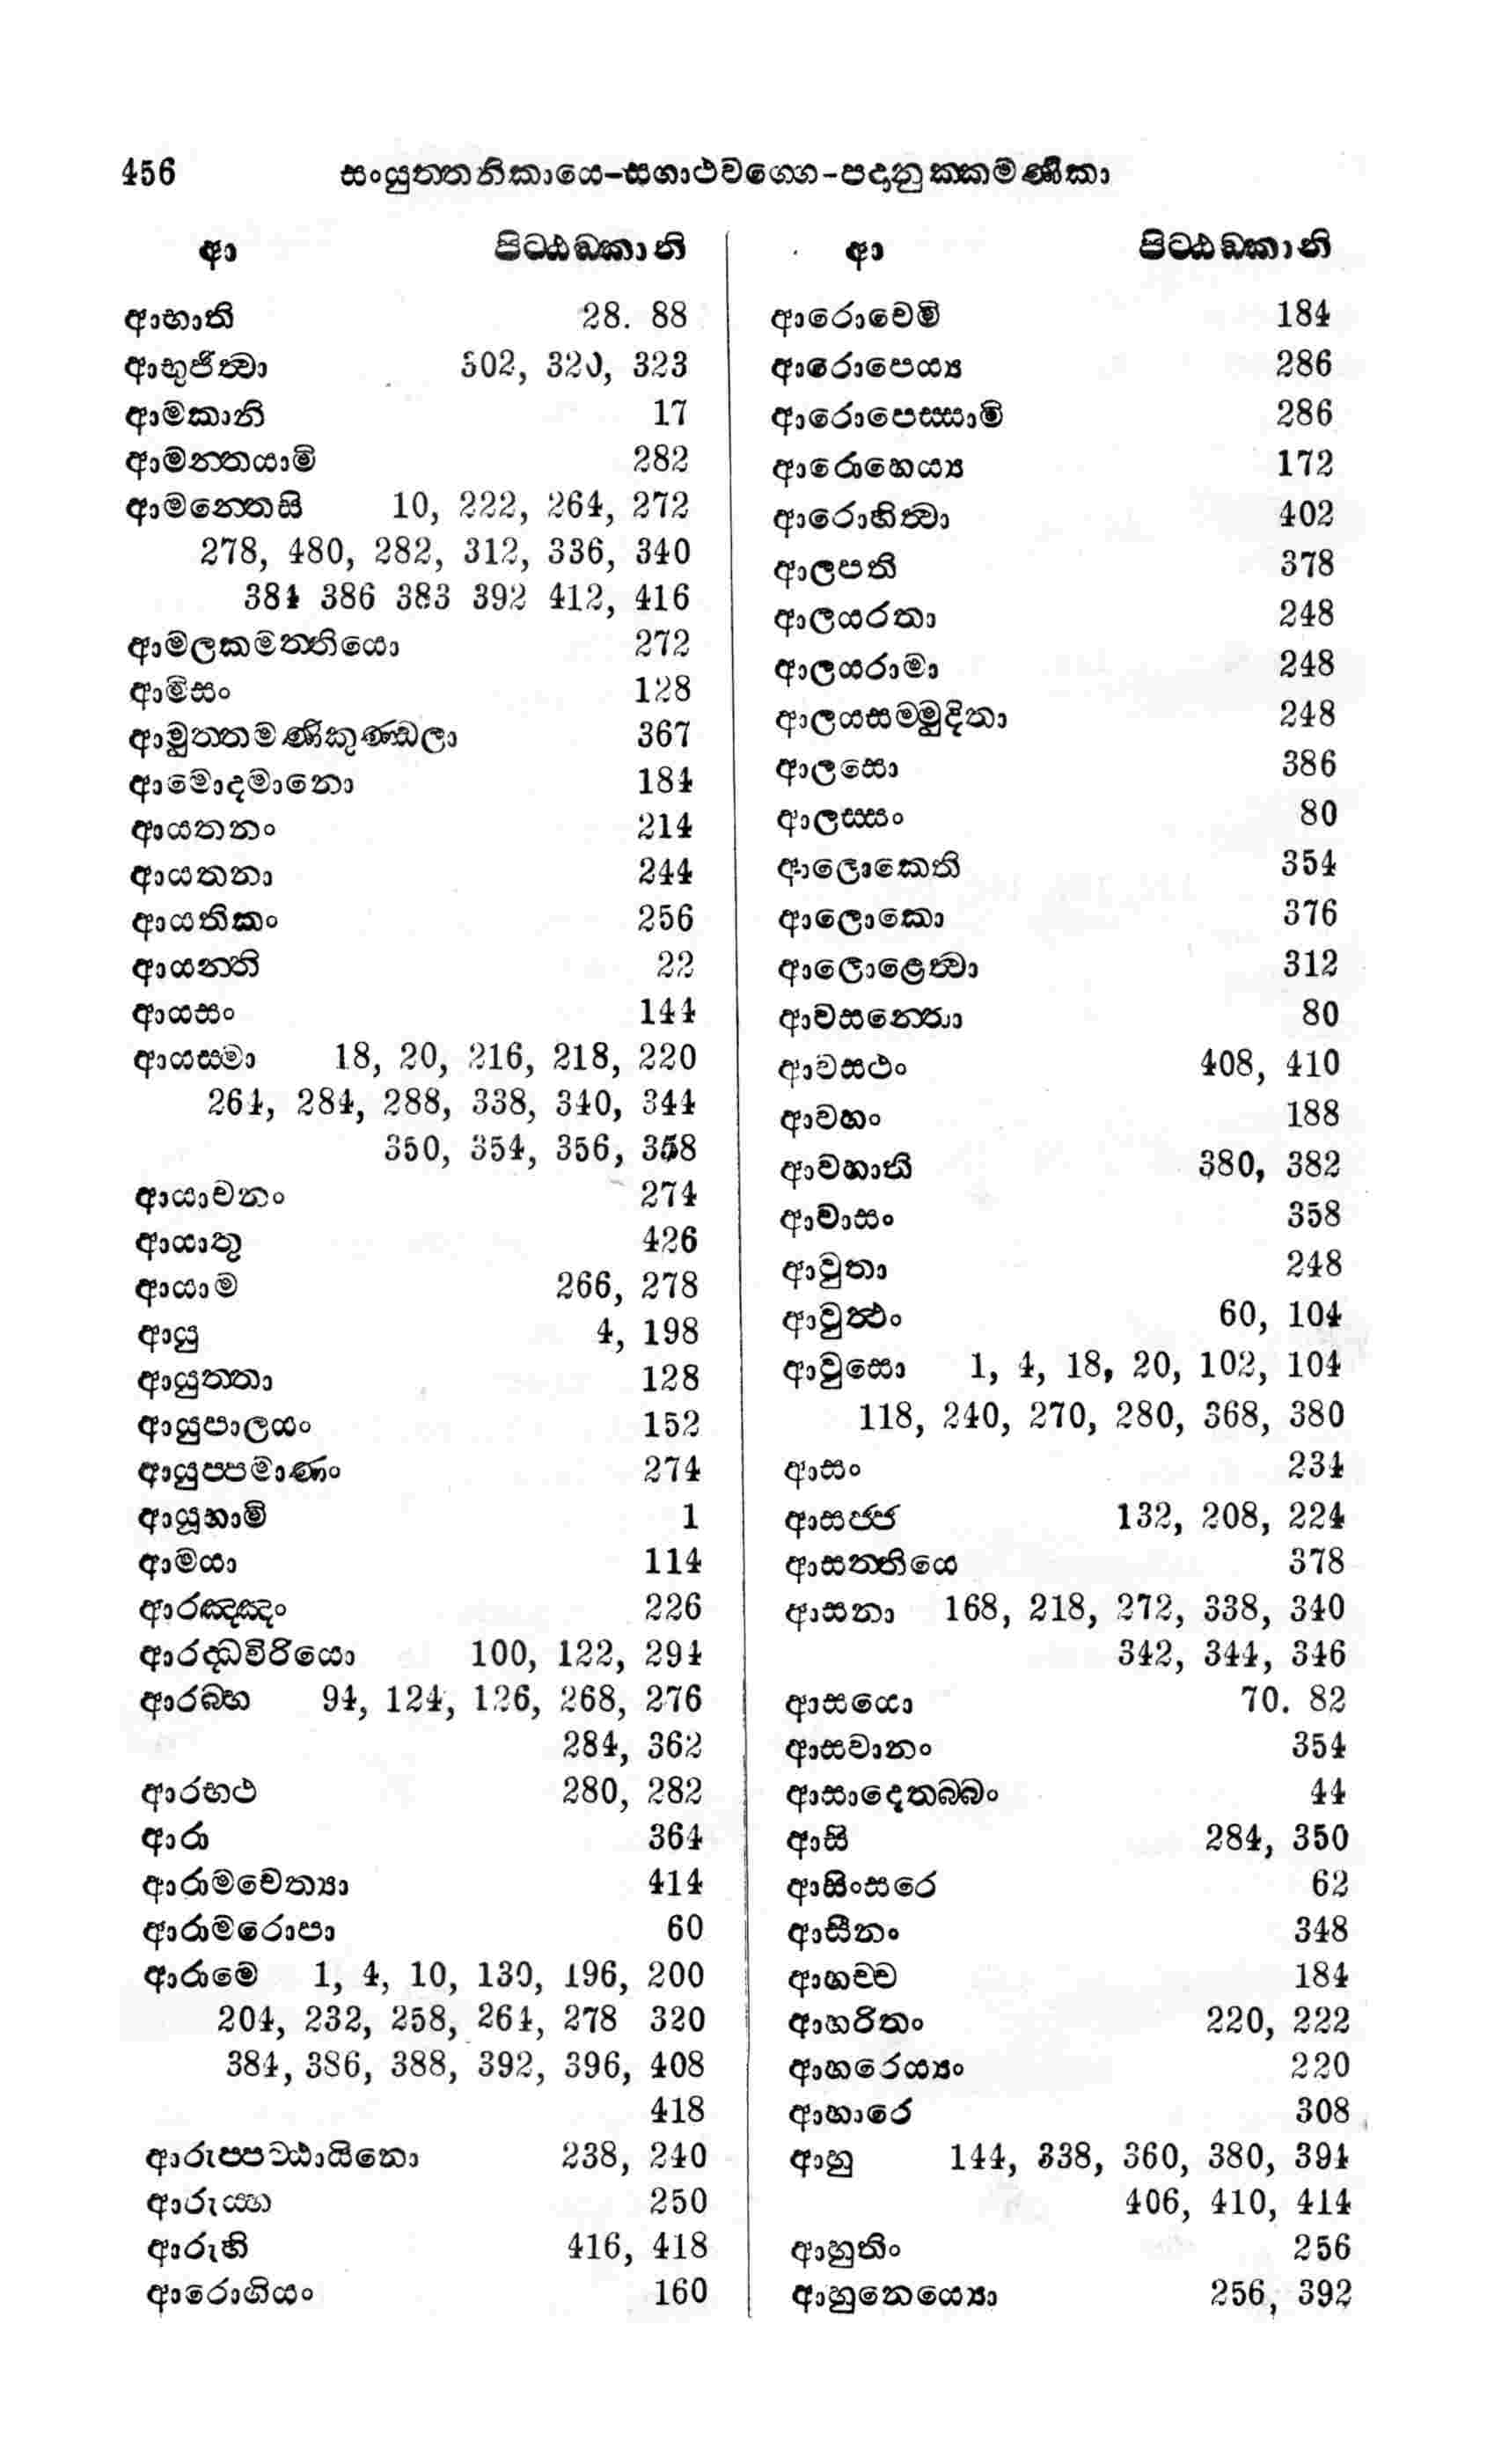 456 සංයුත්තනිකායෙ-සගාථවග්ගෙ-පදානුක්කමණිකා
ආ පිට්ඨඞ්කානි
ආභාති 28. 88
ආභුජිත්වා 302, 320, 323
ආමකානි 17
ආමන්තයාමි 282
ආමන්තෙසි 10, 222, 264, 272
278, 480, 282, 312, 336, 340
384 386 383 392 412, 416
ආමලකමත්තියො 272
ආමිසං 128
ආමුත්තමණිකුණ්ඩලා 367
ආමොදමානො 184
ආයතනං 214
ආයතනා 244
ආයතිකං 256
ආයන්ති 22
ආයසං 144
ආයස්මා 18, 20, 216, 218, 220
264, 284, 288, 338, 340, 344
350, 354, 356, 358
ආයාචනං 274
ආයාතු 426
ආයාම 266, 278
ආයු 4, 198
ආයුත්තා 128
ආයුපාලයං 152
ආයුප්පමාණං 274
ආයූහාමි 1
ආමයා 114
ආරඤ්ඤං 226
ආරද්ධවිරියො 100, 122, 294
ආරබ්භ 94, 124, 126, 268, 276
284, 362
ආරභථ 280, 282
ආරා 364
ආරාමචෙත්‍යා 414
ආරාමරොපා 60
ආරාමෙ 1, 4, 10, 130, 196, 200
204, 232, 258, 264, 278 320
384, 386, 388, 392, 396, 408
418
ආරුප්පට්ඨායිනො 238, 240
ආරුය්හ 250
ආරුහි 416, 418
ආරොගියං 160
ආ පිට්ඨඞ්කානි
ආරොචෙමි 184
ආරොපෙය්‍ය 286
ආරොපෙස්සාමි 286
ආරොහෙය්‍ය 172
ආරොහිත්වා 402
ආලපති 378
ආලයරතා 248
ආලයරාමා 248
ආලයසම්මුදිතා 248
ආලසො 386
ආලස්සං 80
ආලොකෙති 354
ආලොකො 376
ආලොළෙත්වා 312
ආවසන්තො 80
ආවසථං 408, 410
ආවහං 188
ආවහාති 380, 382
ආවාසං 358
ආවුතා 248
ආවුත්ථං 60, 104
ආවුසො 1, 4, 18, 20, 102, 104
118, 240, 270, 280, 368, 380
ආසං 234
ආසජ්ජ 132, 208, 224
ආසත්තියෙ 378
ආසනා 168, 218, 272, 338, 340
342, 344, 346
ආසයො 70. 82
ආසවානං 354
ආසාදෙතබ්බං 44
ආසි 284, 350
ආසිංසරෙ 62
ආසීනං 348
ආහච්ච 184
ආහරිතං 220, 222
ආහරෙය්‍යං 220
ආහාරෙ 308
ආහු 144, 338, 360, 380, 394
406, 410, 414
ආහුතිං 256
ආහුනෙය්‍යො 256, 392